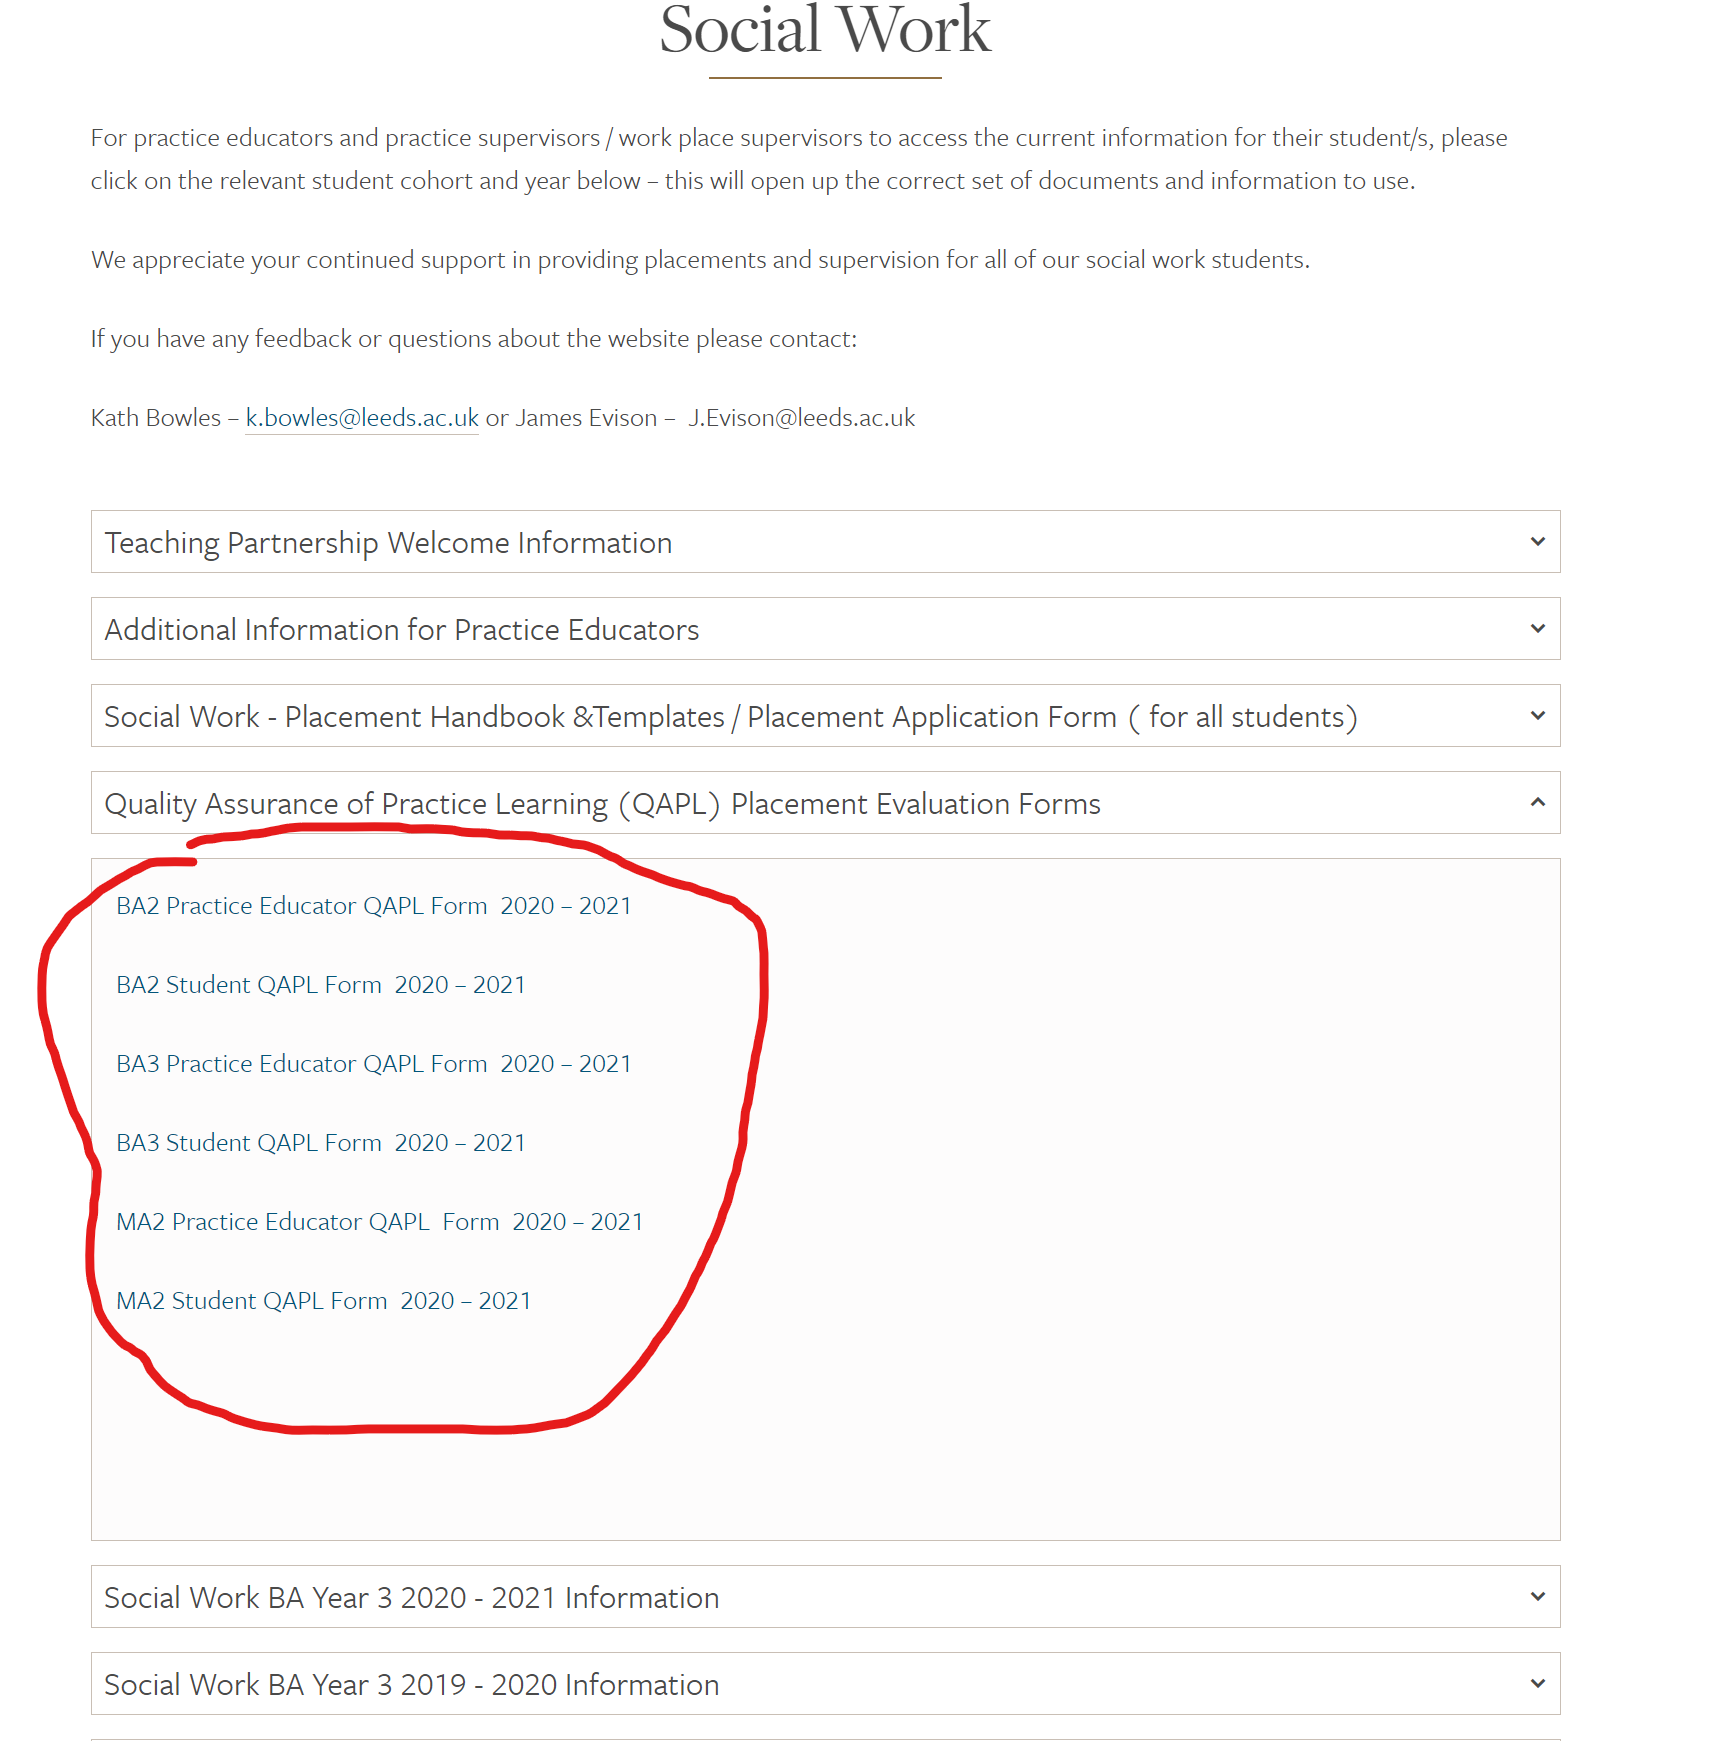 Social Work
For practice educators and practice supervisors / work place supervisors to access the current information for their student/s, please
click on the relevant student cohort and year below – this will open up the correct set of documents and information to use.
We appreciate your continued support in providing placements and supervision for all of our social work students.
If you have any feedback or questions about the website please contact:
Kath Bowles – k.bowles@leeds.ac.uk or James Evison – J.Evison@leeds.ac.uk
Teaching Partnership Welcome Information
Additional Information for Practice Educators
Social Work - Placement Handbook &Templates / Placement Application Form ( for all students)
Quality Assurance of Practice Learning (QAPL) Placement Evaluation Forms
BA2 Practice Educator QAPL Form 2020 – 2021
BA2 Student QAPL Form 2020 – 2021
BA3 Practice Educator QAPL Form 2020 – 2021
BA3 Student QAPL Form 2020 – 2021
MA2 Practice Educator QAPL Form 2020 – 2021
MA2 Student QAPL Form 2020 – 2021
Social Work BA Year 3 2020 - 2021 Information
Social Work BA Year 3 2019 - 2020 Information